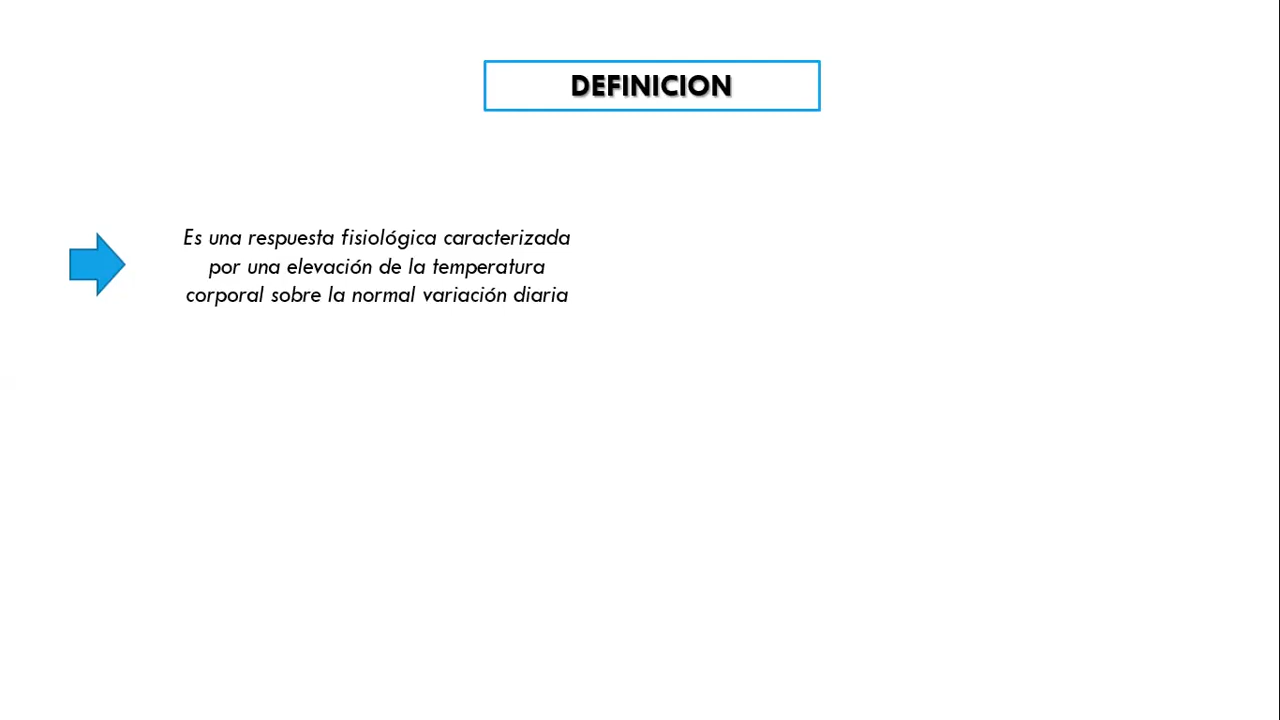 DEFINICION
Es una respuesta fisiológica caracterizada
por una elevación de la temperatura
corporal sobre la normal variación diaria